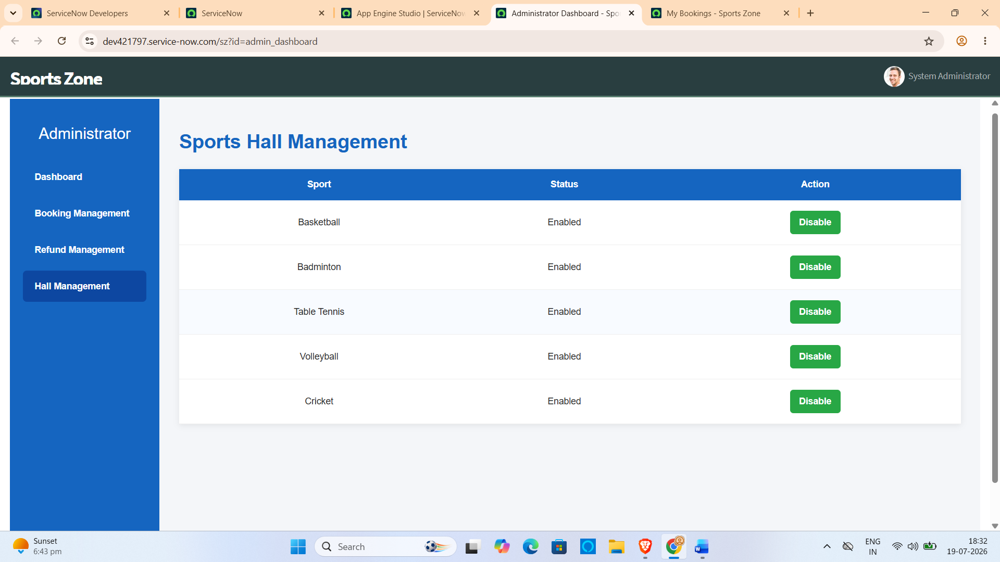 ServiceNow Developers
ServiceNow
App Engine Studio | ServiceNow
Administrator Dashboard - Spo
My Bookings - Sports Zone
dev421797.service-now.com/sz?id=admin_dashboard
Sports Zone
System Administrator
Administrator
Dashboard
Booking Management
Refund Management
Hall Management
Sports Hall Management
Sport Status Action
Basketball Enabled Disable
Badminton Enabled Disable
Table Tennis Enabled Disable
Volleyball Enabled Disable
Cricket Enabled Disable
Sunset
6:43 pm
Search
ENG
IN
18:32
19-07-2026